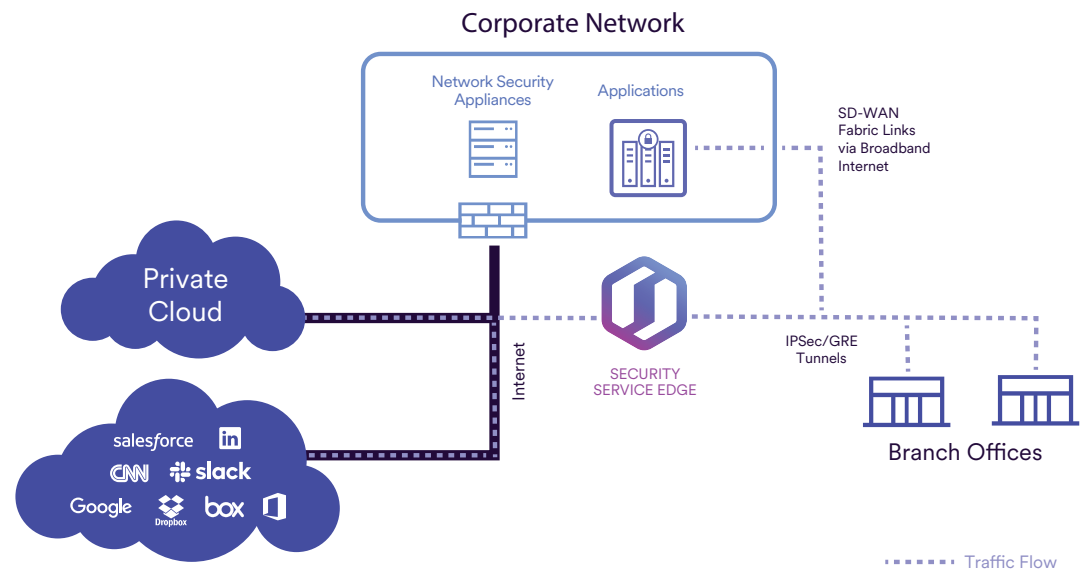 Corporate Network
Network Security
Appliances
Applications
SD-WAN
Fabric Links
via Broadband
Internet
Private
Cloud
Internet
IPSec/GRE
Tunnels
SECURITY
SERVICE EDGE
salesforce in
CNN slack
Google Dropbox box
Branch Offices
Traffic Flow